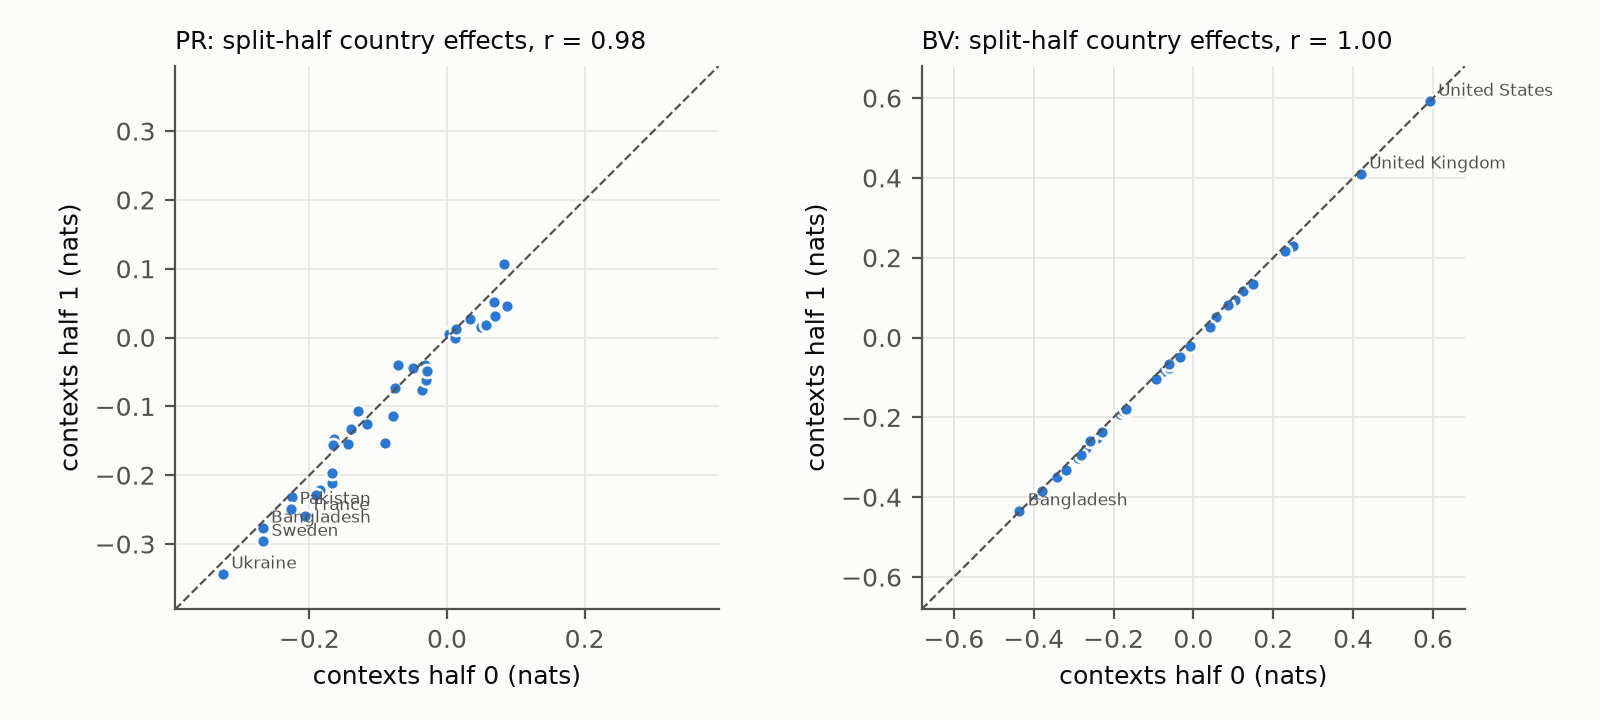 PR: split-half country effects, r = 0.98
contexts half 1 (nats)
0.3
0.2
0.1
0.0
−0.1
−0.2
−0.3
Pakistan
France
Bangladesh
Sweden
Ukraine
−0.2 0.0 0.2
contexts half 0 (nats)
BV: split-half country effects, r = 1.00
contexts half 1 (nats)
0.6
0.4
0.2
0.0
−0.2
−0.4
−0.6
United States
United Kingdom
Bangladesh
−0.6 −0.4 −0.2 0.0 0.2 0.4 0.6
contexts half 0 (nats)